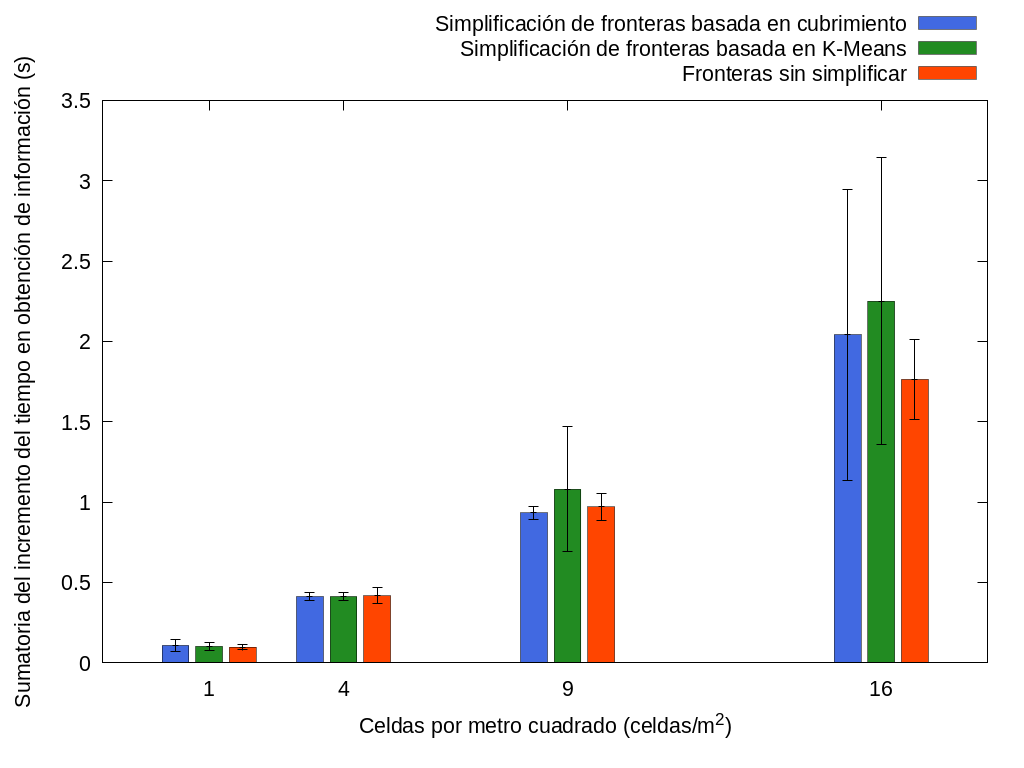 Simplificación de fronteras basada en cubrimiento
Simplificación de fronteras basada en K-Means
Fronteras sin simplificar
Sumatoria del incremento del tiempo en obtención de información (s)
3.5
3
2.5
2
1.5
1
0.5
0
1 4 9 16
Celdas por metro cuadrado (celdas/m²)